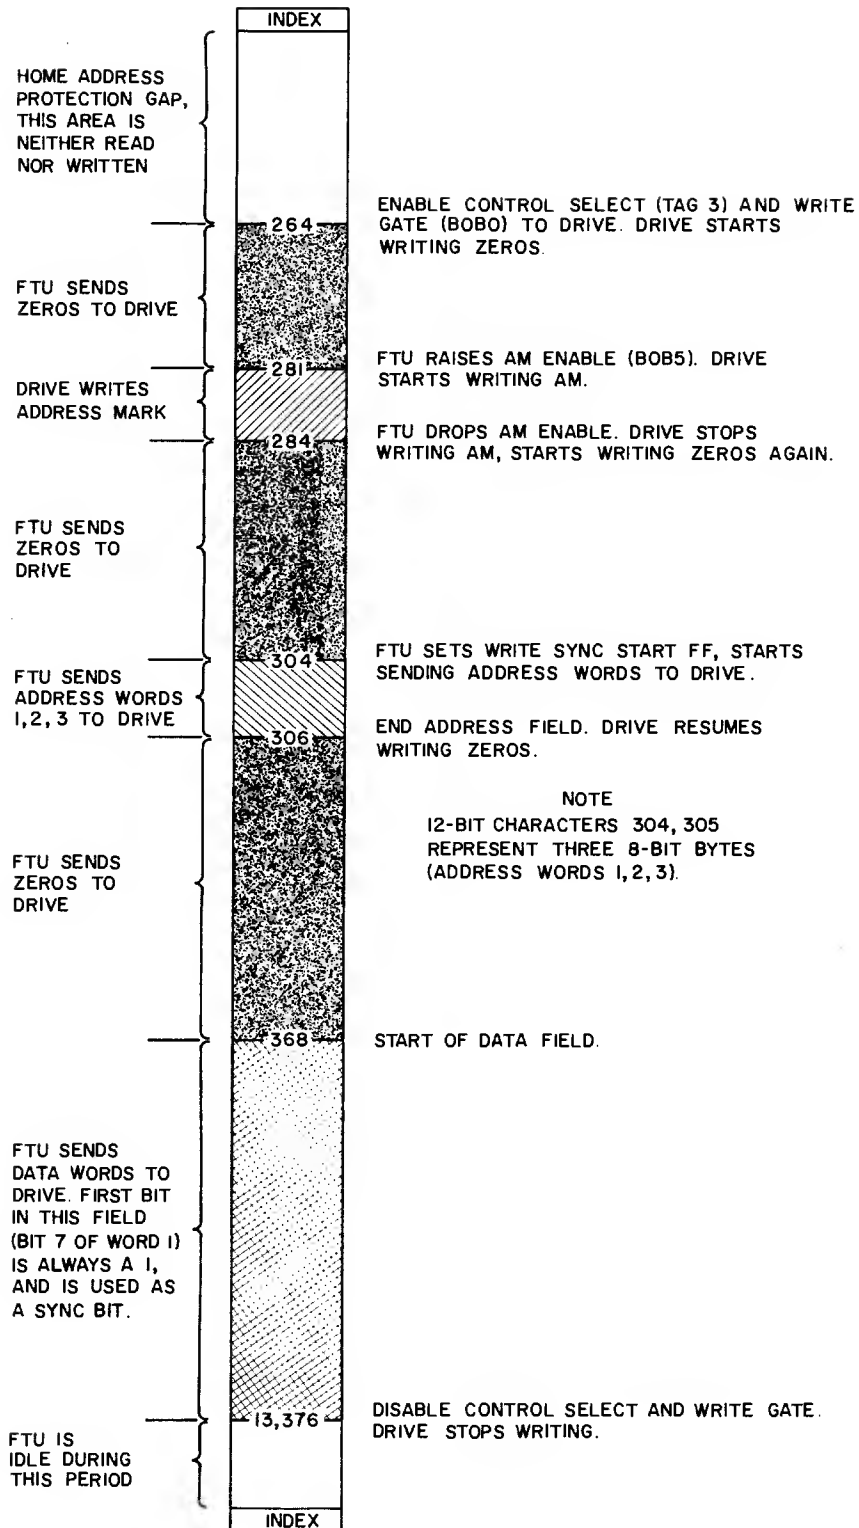 INDEX
HOME ADDRESS
PROTECTION GAP,
THIS AREA IS
NEITHER READ
NOR WRITTEN
264
ENABLE CONTROL SELECT (TAG 3) AND WRITE
GATE (BOBO) TO DRIVE. DRIVE STARTS
WRITING ZEROS.
FTU SENDS
ZEROS TO DRIVE
281
FTU RAISES AM ENABLE (BOB5). DRIVE
STARTS WRITING AM.
DRIVE WRITES
ADDRESS MARK
284
FTU DROPS AM ENABLE. DRIVE STOPS
WRITING AM, STARTS WRITING ZEROS AGAIN.
FTU SENDS
ZEROS TO
DRIVE
304
FTU SETS WRITE SYNC START FF, STARTS
SENDING ADDRESS WORDS TO DRIVE.
FTU SENDS
ADDRESS WORDS
1,2,3 TO DRIVE
306
END ADDRESS FIELD. DRIVE RESUMES
WRITING ZEROS.
NOTE
12-BIT CHARACTERS 304, 305
REPRESENT THREE 8-BIT BYTES
(ADDRESS WORDS 1,2,3).
FTU SENDS
ZEROS TO
DRIVE
368
START OF DATA FIELD.
FTU SENDS
DATA WORDS TO
DRIVE. FIRST BIT
IN THIS FIELD
(BIT 7 OF WORD 1)
IS ALWAYS A 1,
AND IS USED AS
A SYNC BIT.
13,376
DISABLE CONTROL SELECT AND WRITE GATE.
DRIVE STOPS WRITING.
FTU IS
IDLE DURING
THIS PERIOD
INDEX